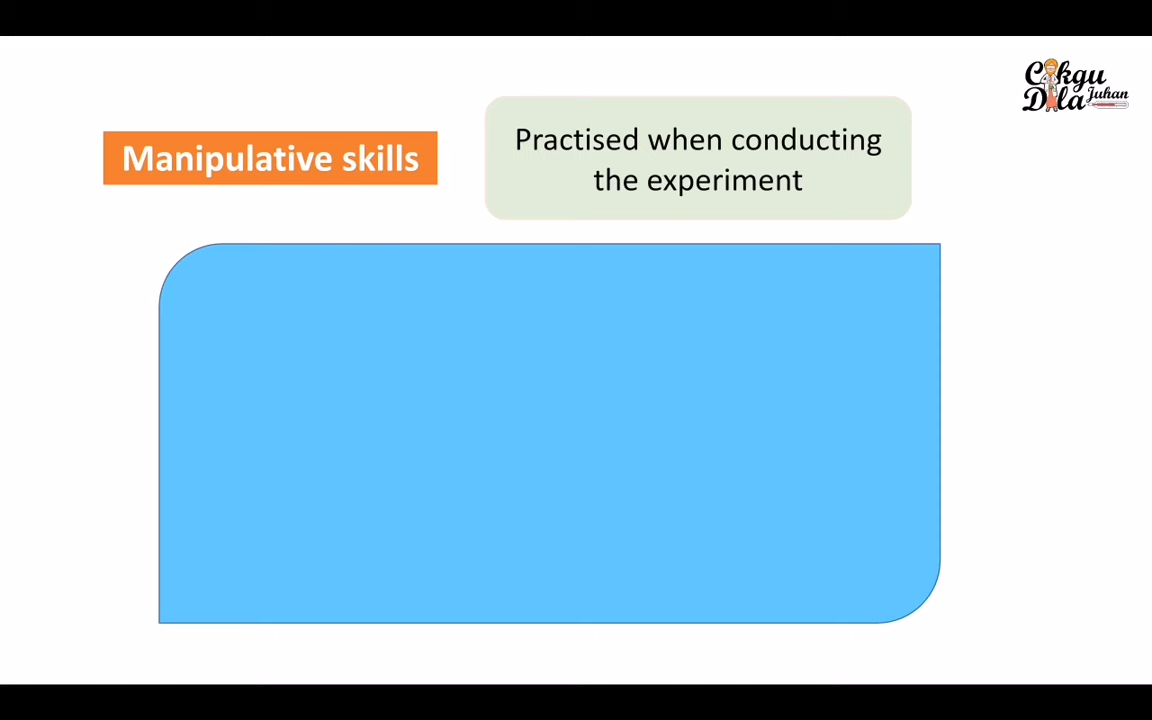 Cikgu
Dila Juhan
Manipulative skills
Practised when conducting
the experiment